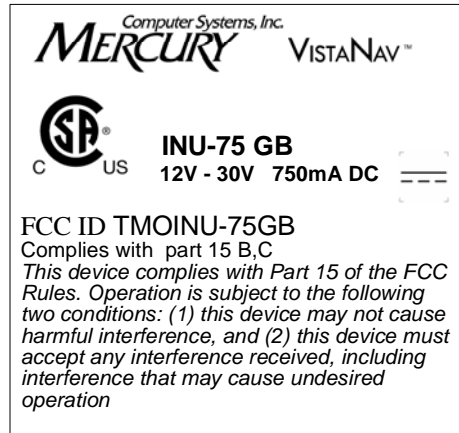 Computer Systems, Inc.
MERCURY VISTANAV™
SA®
C US
INU-75 GB
12V - 30V 750mA DC
FCC ID TMOINU-75GB
Complies with part 15 B,C
This device complies with Part 15 of the FCC
Rules. Operation is subject to the following
two conditions: (1) this device may not cause
harmful interference, and (2) this device must
accept any interference received, including
interference that may cause undesired
operation